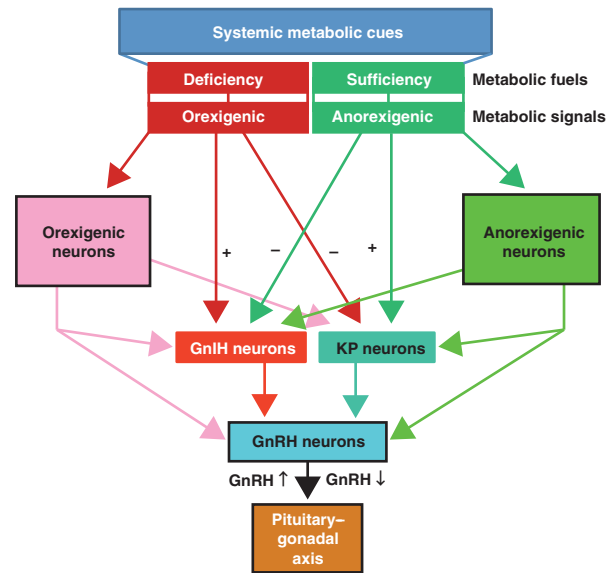 Systemic metabolic cues
Deficiency
Sufficiency
Metabolic fuels
Orexigenic
Anorexigenic
Metabolic signals
Orexigenic
neurons
Anorexigenic
neurons
+
–
–
+
GnIH neurons
KP neurons
GnRH neurons
GnRH ↑
GnRH ↓
Pituitary–
gonadal
axis